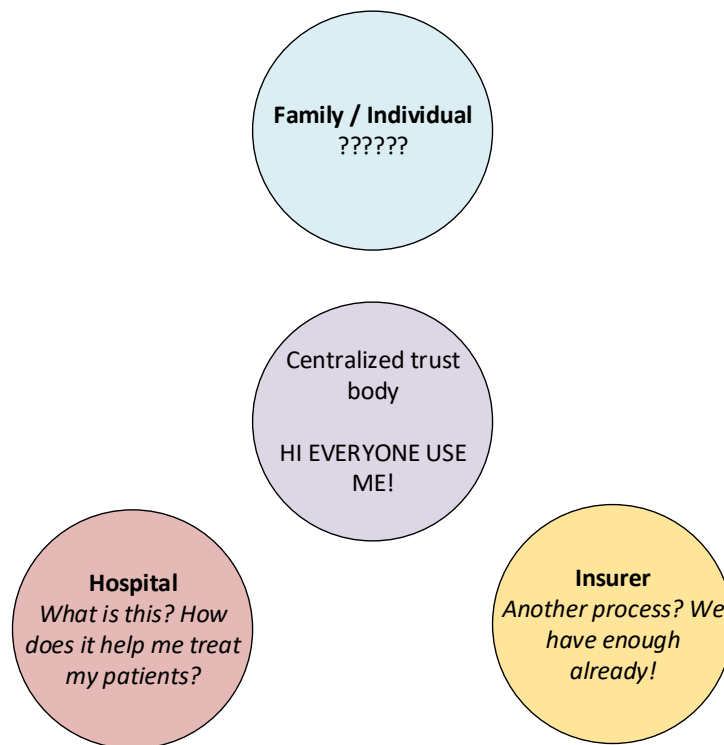 Family / Individual
??????
Centralized trust
body
HI EVERYONE USE
ME!
Hospital
What is this? How
does it help me treat
my patients?
Insurer
Another process? We
have enough
already!